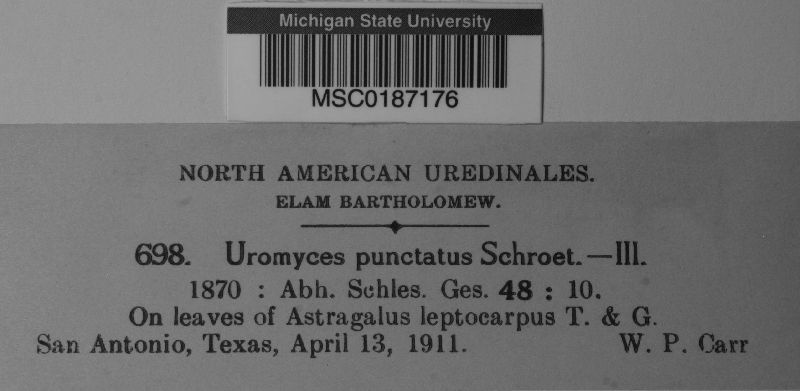 Michigan State University
MSC0187176
NORTH AMERICAN UREDINALES.
ELAM BARTHOLOMEW.
698. Uromyces punctatus Schroet.—III.
1870 : Abh. Schles. Ges. 48 : 10.
On leaves of Astragalus leptocarpus T. & G.
San Antonio, Texas, April 13, 1911. W. P. Carr